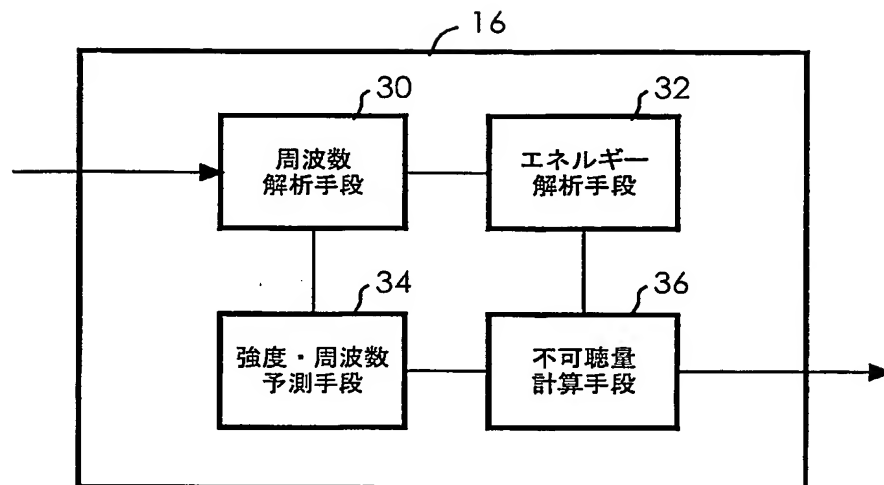 16
30
周波数
解析手段
32
エネルギー
解析手段
34
強度・周波数
予測手段
36
不可聴量
計算手段